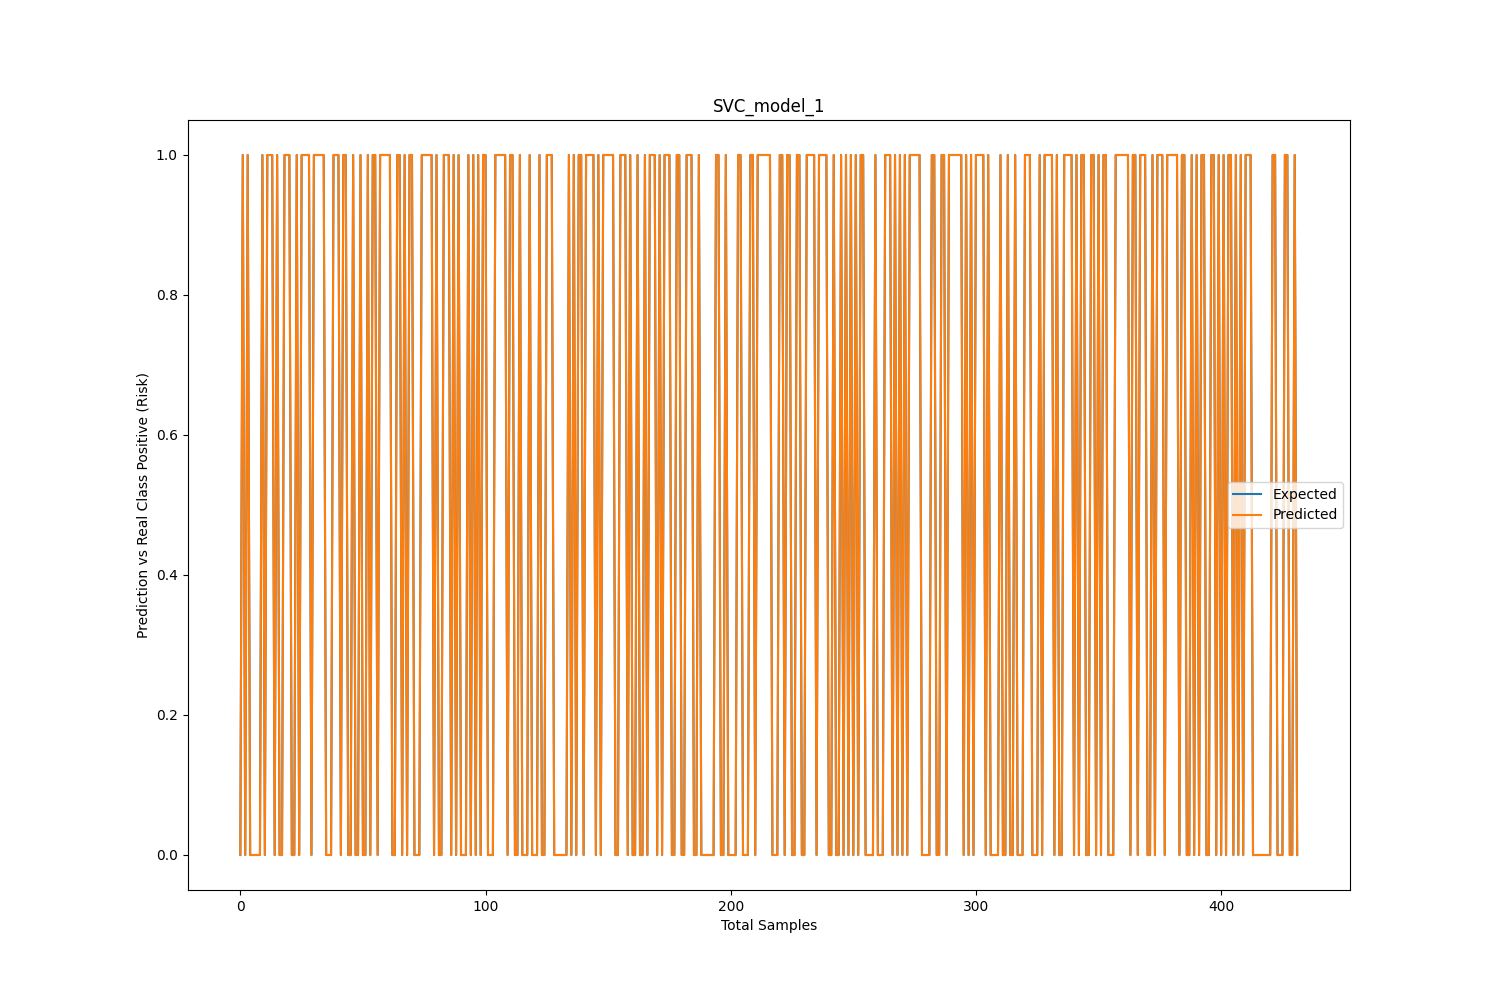 SVC_model_1
Prediction vs Real Class Positive (Risk)
1.0
0.8
0.6
0.4
0.2
0.0
Expected
Predicted
0 100 200 300 400
Total Samples